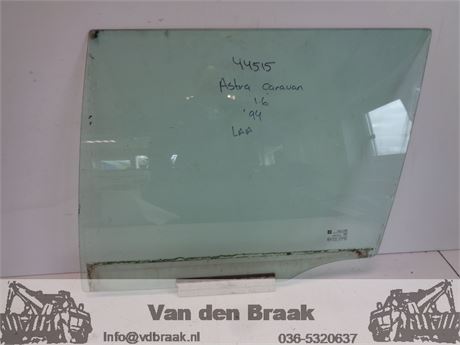 44515
Astra Caravan
1.6
'94
LAA
Van den Braak
Info@vdbraak.nl
036-5320637